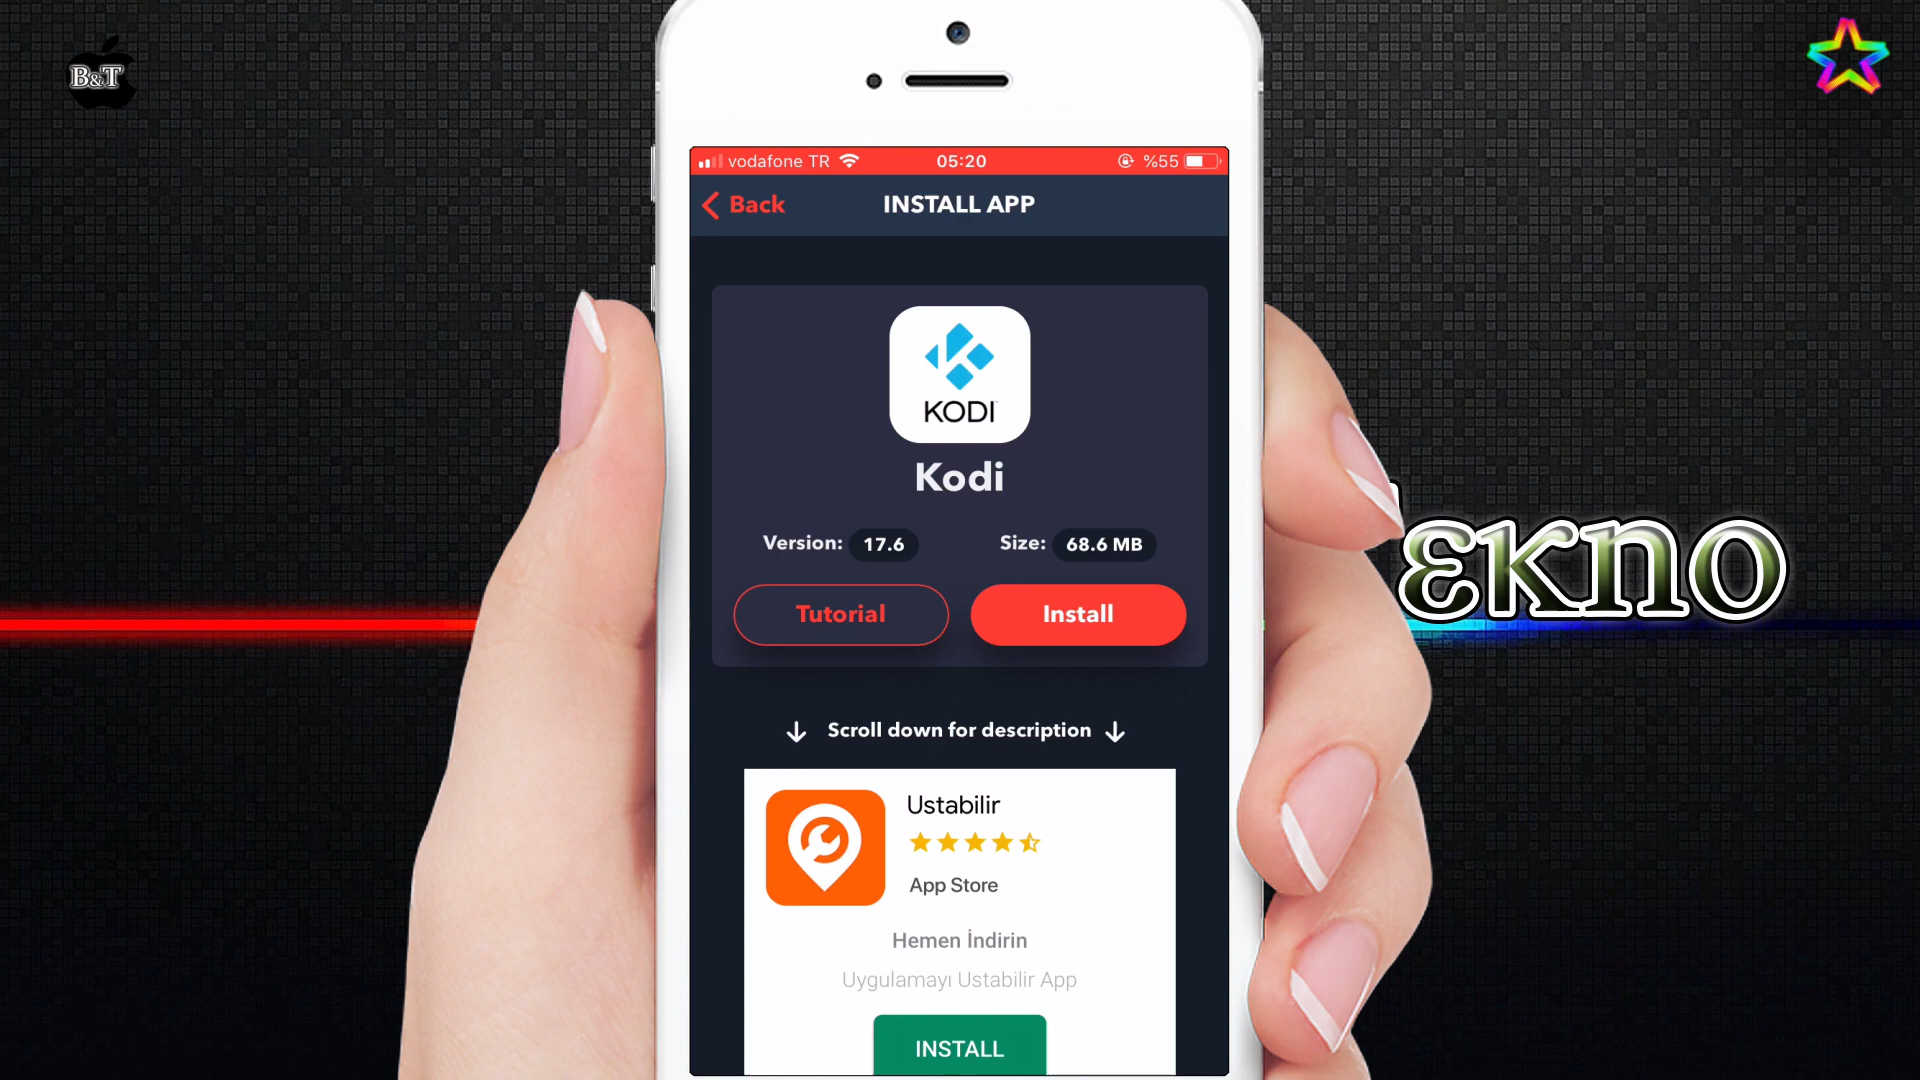 B&T
vodafone TR 05:20 %55
Back INSTALL APP
KODI
Kodi
Version: 17.6 Size: 68.6 MB
Tutorial Install
εκπο
Scroll down for description
Ustabilir
App Store
Hemen İndirin
Uygulamayı Ustabilir App
INSTALL